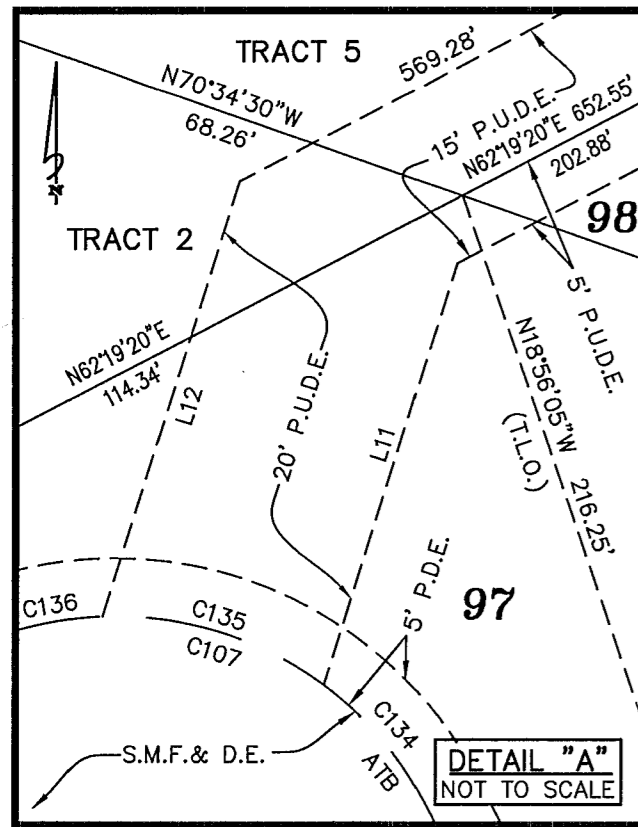 TRACT 5
569.28'
N70°34'30"W
68.26'
15' P.U.D.E.
N62°19'20"E 652.55'
202.88'
N
98
TRACT 2
5' P.U.D.E.
N62°19'20"E
114.34'
L12
20' P.U.D.E.
L11
N18°56'05"W 216.25'
(T.L.O.)
C136
C135
C107
5' P.D.E.
97
C134
ATB
S.M.F.& D.E.
DETAIL "A"
NOT TO SCALE